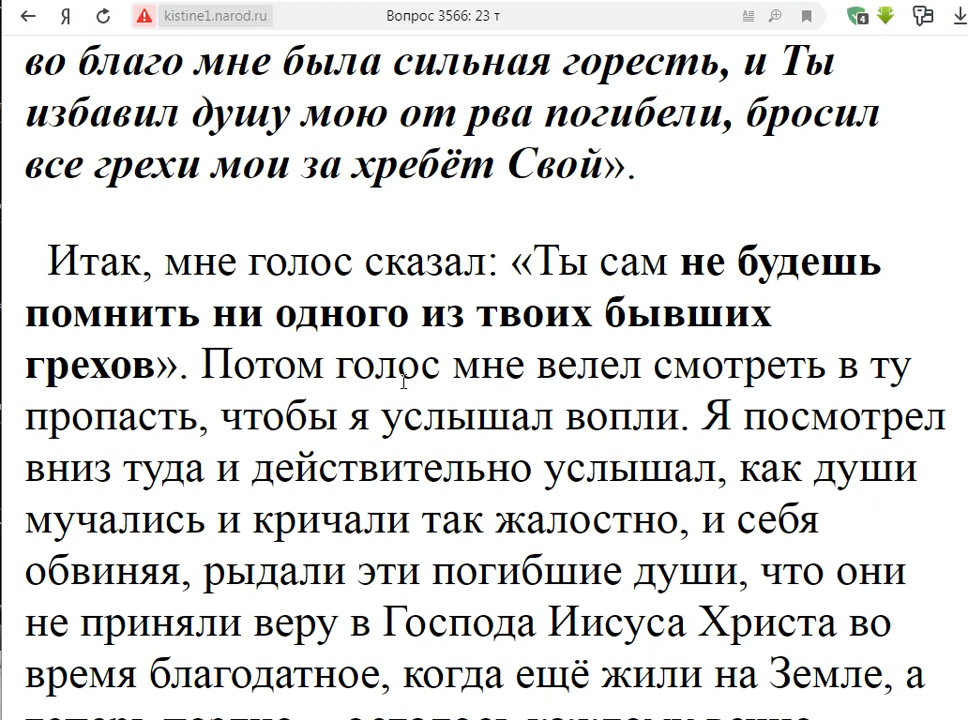 Я kistine1.narod.ru Вопрос 3566: 23 т 4
во благо мне была сильная горесть, и Ты
избавил душу мою от рва погибели, бросил
все грехи мои за хребёт Свой».
Итак, мне голос сказал: «Ты сам не будешь
помнить ни одного из твоих бывших
грехов». Потом голос мне велел смотреть в ту
пропасть, чтобы я услышал вопли. Я посмотрел
вниз туда и действительно услышал, как души
мучались и кричали так жалостно, и себя
обвиняя, рыдали эти погибшие души, что они
не приняли веру в Господа Иисуса Христа во
время благодатное, когда ещё жили на Земле, а